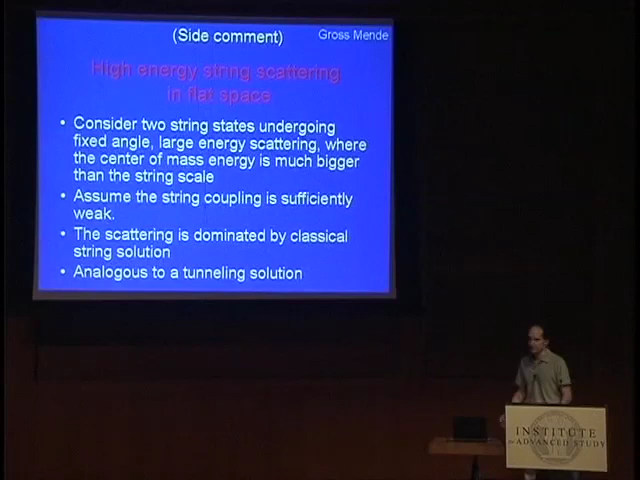 (Side comment)
Gross Mende
High energy string scattering
in flat space
• Consider two string states undergoing
fixed angle, large energy scattering, where
the center of mass energy is much bigger
than the string scale
• Assume the string coupling is sufficiently
weak.
• The scattering is dominated by classical
string solution
• Analogous to a tunneling solution
INSTITUTE
for ADVANCED STUDY